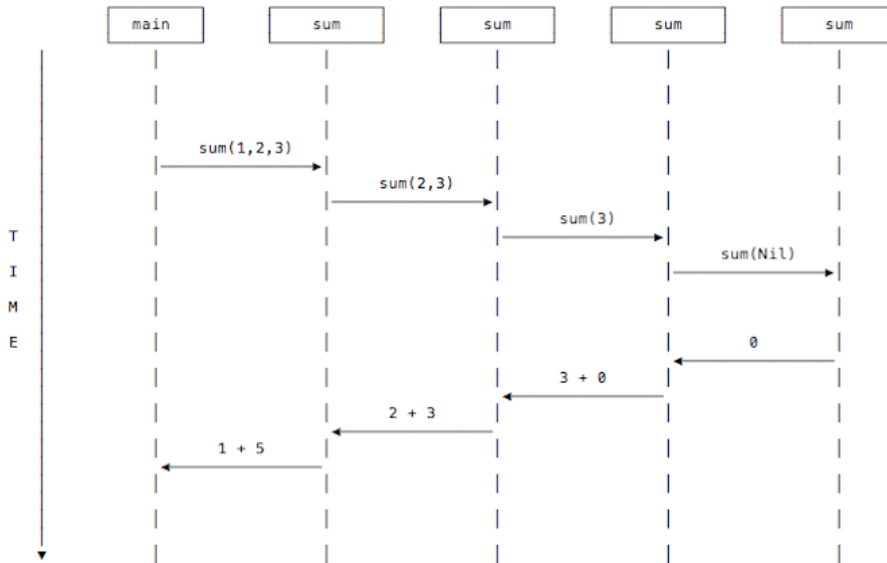 main sum sum sum sum
sum(1,2,3)
sum(2,3)
sum(3)
sum(Nil)
T
I
M
E
0
3 + 0
2 + 3
1 + 5